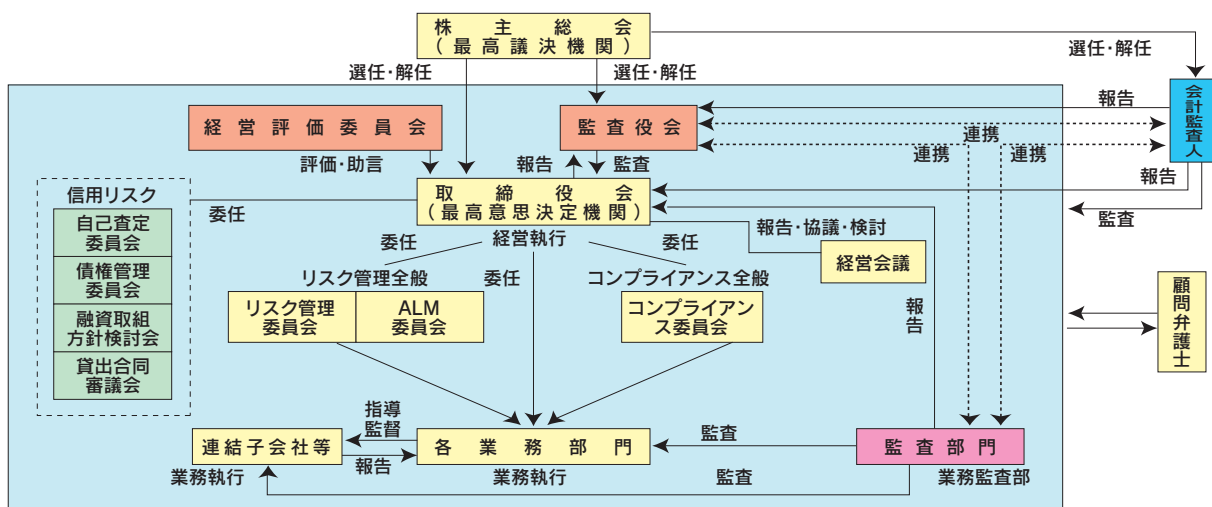 株主総会
(最高議決機関)
選任・解任
選任・解任
選任・解任
経営評価委員会
監査役会
報告
会計監査人
連携
連携
連携
評価・助言
報告
監査
報告
監査
信用リスク
自己査定
委員会
債権管理
委員会
融資取組
方針検討会
貸出合同
審議会
委任
取締役会
(最高意思決定機関)
経営執行
委任
委任
委任
報告・協議・検討
経営会議
リスク管理全般
コンプライアンス全般
リスク管理
委員会
ALM
委員会
コンプライアン
ス委員会
報告
顧問弁護士
指導
監督
連結子会社等
報告
業務執行
各業務部門
業務執行
監査
監査
監査部門
業務監査部